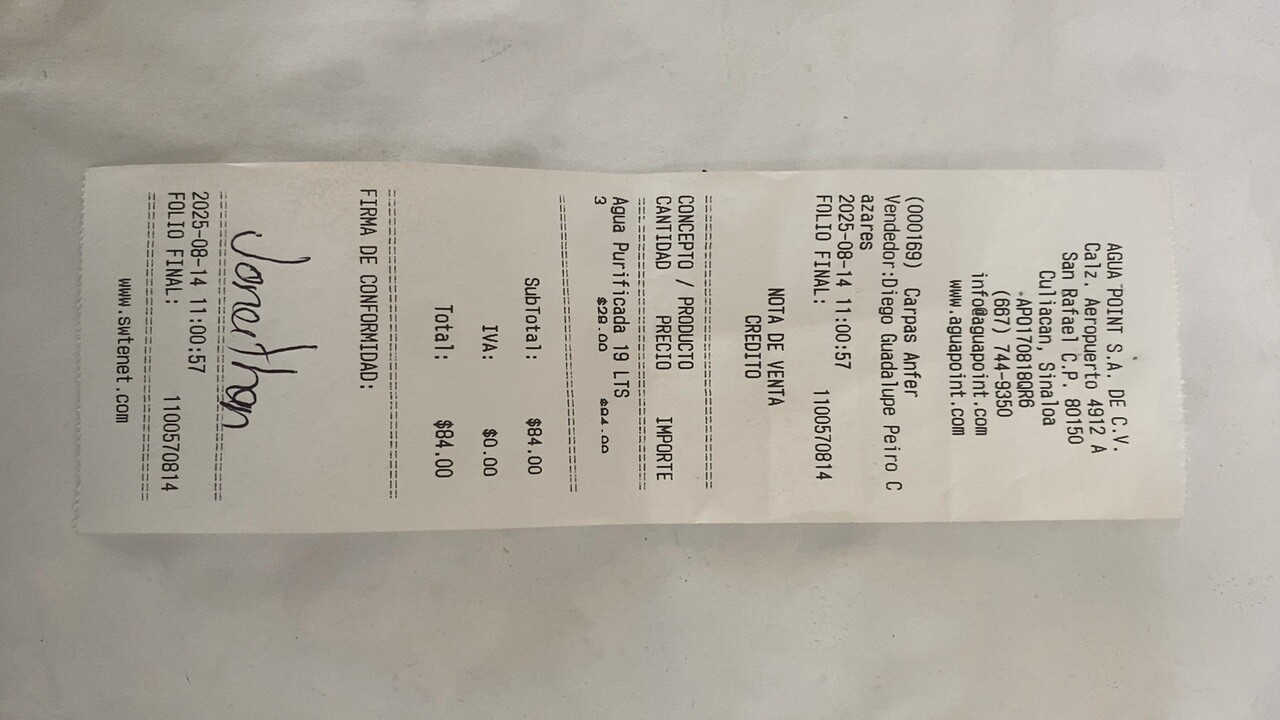 AGUA POINT S.A. DE C.V.
Calz. Aeropuerto 4912 A
San Rafael C.P. 80150
Culiacan, Sinaloa
APO170818QR6
(667) 744-9350
info@aguapoint.com
www.aguapoint.com
(000169) Carpas Anfer
Vendedor:Diego Guadalupe Peiro C
azares
2025-08-14 11:00:57
FOLIO FINAL: 1100570814
NOTA DE VENTA
CREDITO
CONCEPTO / PRODUCTO
CANTIDAD PRECIO IMPORTE
Agua Purificada 19 LTS
3 $28.00 $84.00
SubTotal: $84.00
IVA: $0.00
Total: $84.00
FIRMA DE CONFORMIDAD:
Jonathan
2025-08-14 11:00:57
FOLIO FINAL: 1100570814
www.swtenet.com